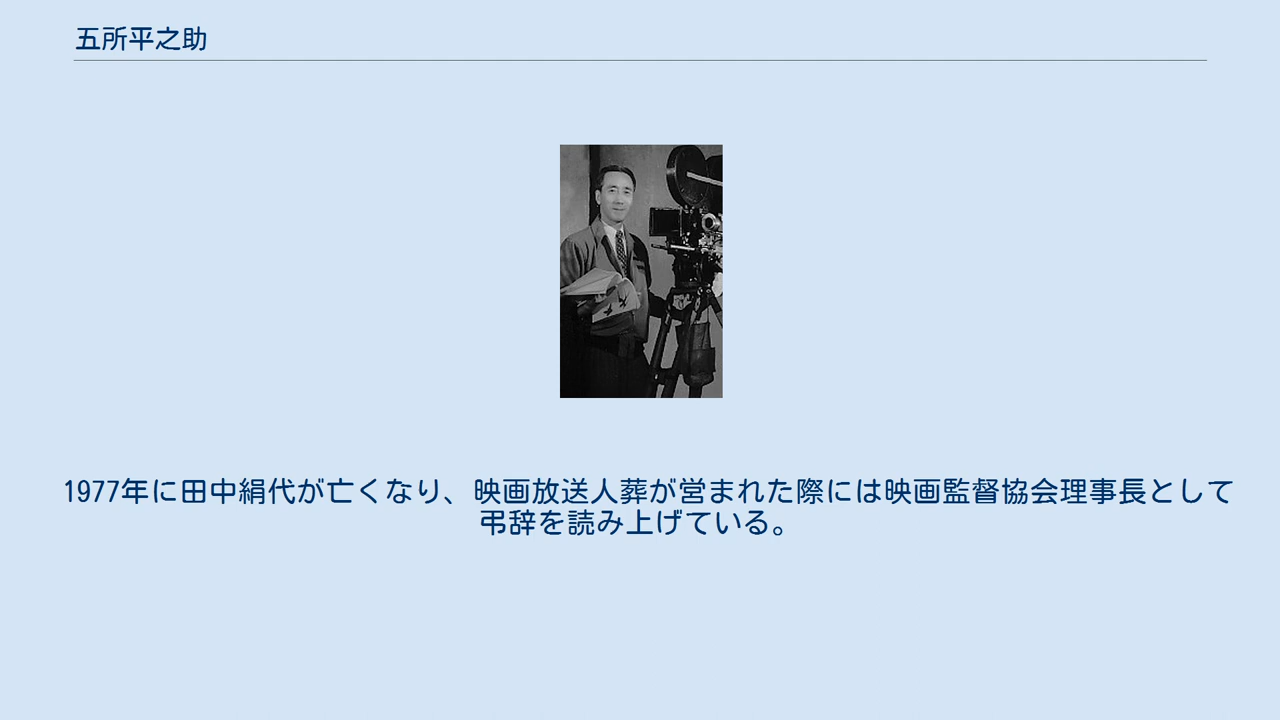 五所平之助
1977年に田中絹代が亡くなり、映画放送人葬が営まれた際には映画監督協会理事長として
弔辞を読み上げている。